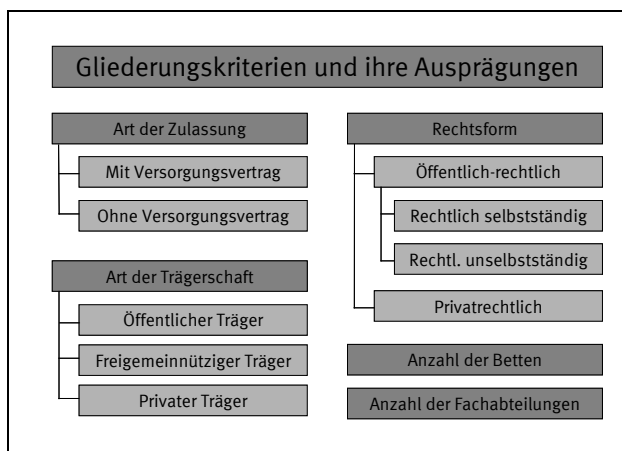 Gliederungskriterien und ihre Ausprägungen
Art der Zulassung
Mit Versorgungsvertrag
Ohne Versorgungsvertrag
Art der Trägerschaft
Öffentlicher Träger
Freigemeinnütziger Träger
Privater Träger
Rechtsform
Öffentlich-rechtlich
Rechtlich selbstständig
Rechtl. unselbstständig
Privatrechtlich
Anzahl der Betten
Anzahl der Fachabteilungen